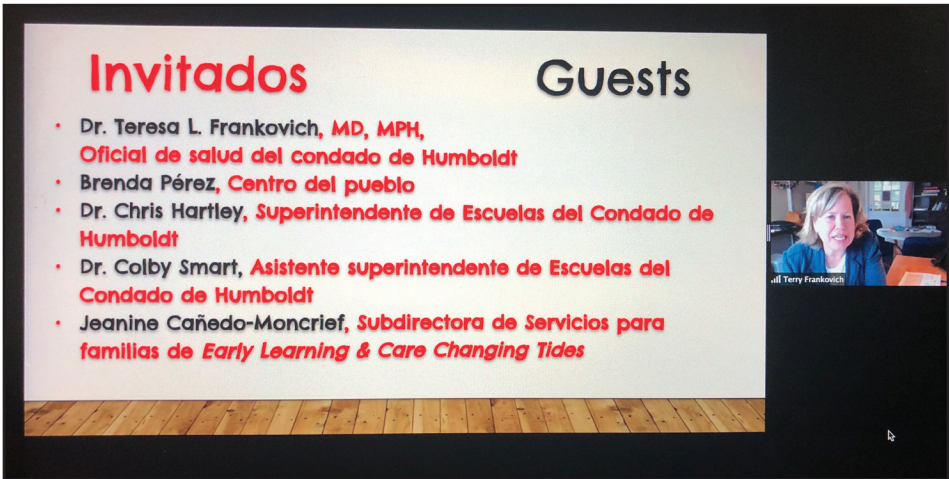 Invitados Guests
• Dr. Teresa L. Frankovich, MD, MPH,
Oficial de salud del condado de Humboldt
• Brenda Pérez, Centro del pueblo
• Dr. Chris Hartley, Superintendente de Escuelas del Condado de
Humboldt
• Dr. Colby Smart, Asistente superintendente de Escuelas del
Condado de Humboldt
• Jeanine Cañedo-Moncrief, Subdirectora de Servicios para
familias de Early Learning & Care Changing Tides
Terry Frankovich